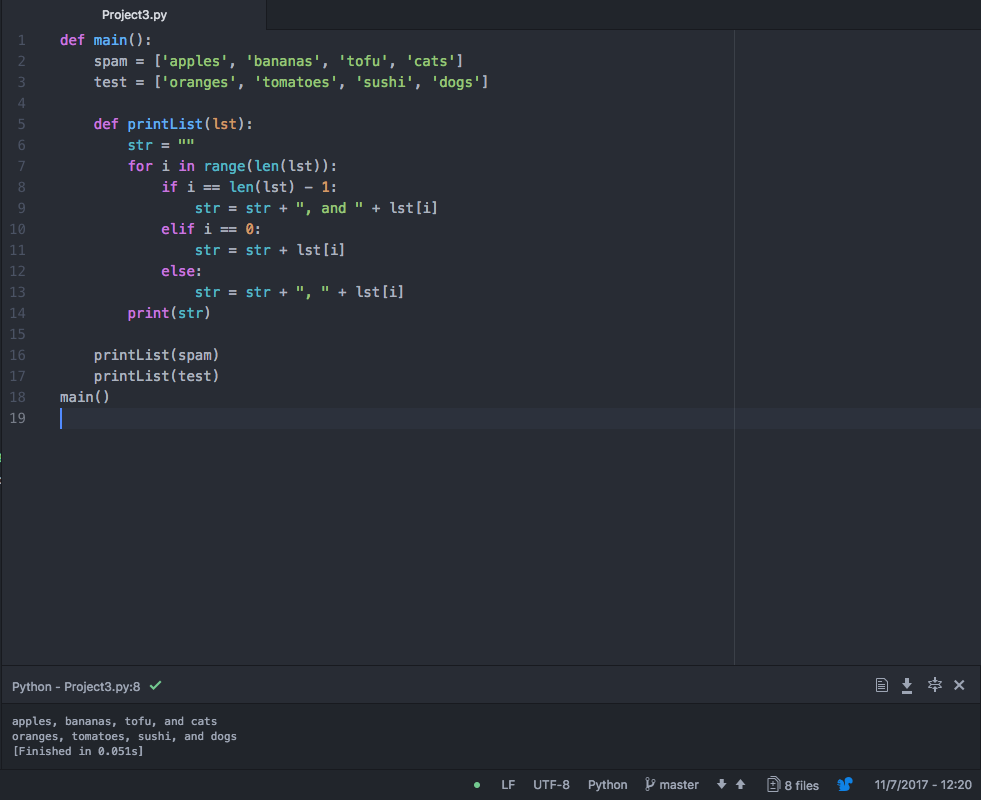 Project3.py
1 def main():
2     spam = ['apples', 'bananas', 'tofu', 'cats']
3     test = ['oranges', 'tomatoes', 'sushi', 'dogs']
4
5     def printList(lst):
6         str = ""
7         for i in range(len(lst)):
8             if i == len(lst) - 1:
9                 str = str + ", and " + lst[i]
10             elif i == 0:
11                 str = str + lst[i]
12             else:
13                 str = str + ", " + lst[i]
14         print(str)
15
16     printList(spam)
17     printList(test)
18 main()
19
Python - Project3.py:8
apples, bananas, tofu, and cats
oranges, tomatoes, sushi, and dogs
[Finished in 0.051s]
LF UTF-8 Python master 8 files 11/7/2017 - 12:20